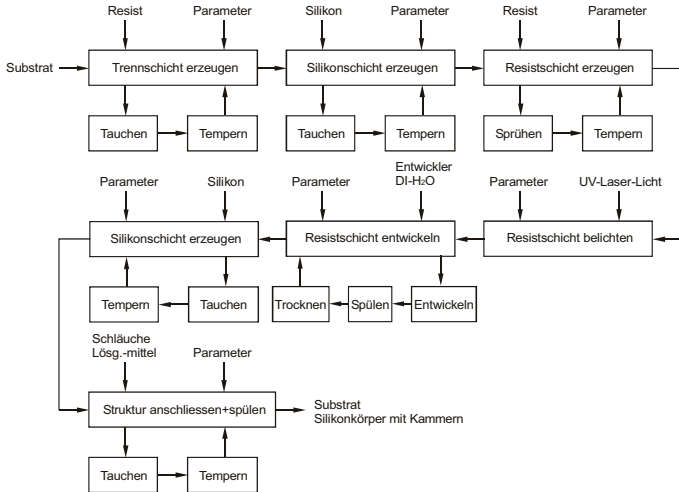 Resist
Parameter
Silikon
Parameter
Resist
Parameter
Substrat
Trennschicht erzeugen
Silikonschicht erzeugen
Resistschicht erzeugen
Tauchen
Tempern
Tauchen
Tempern
Sprühen
Tempern
Parameter
Silikon
Parameter
Entwickler
DI-H₂O
Parameter
UV-Laser-Licht
Silikonschicht erzeugen
Resistschicht entwickeln
Resistschicht belichten
Tempern
Tauchen
Trocknen
Spülen
Entwickeln
Schläuche
Lösg.-mittel
Parameter
Struktur anschliessen+spülen
Substrat
Silikonkörper mit Kammern
Tauchen
Tempern